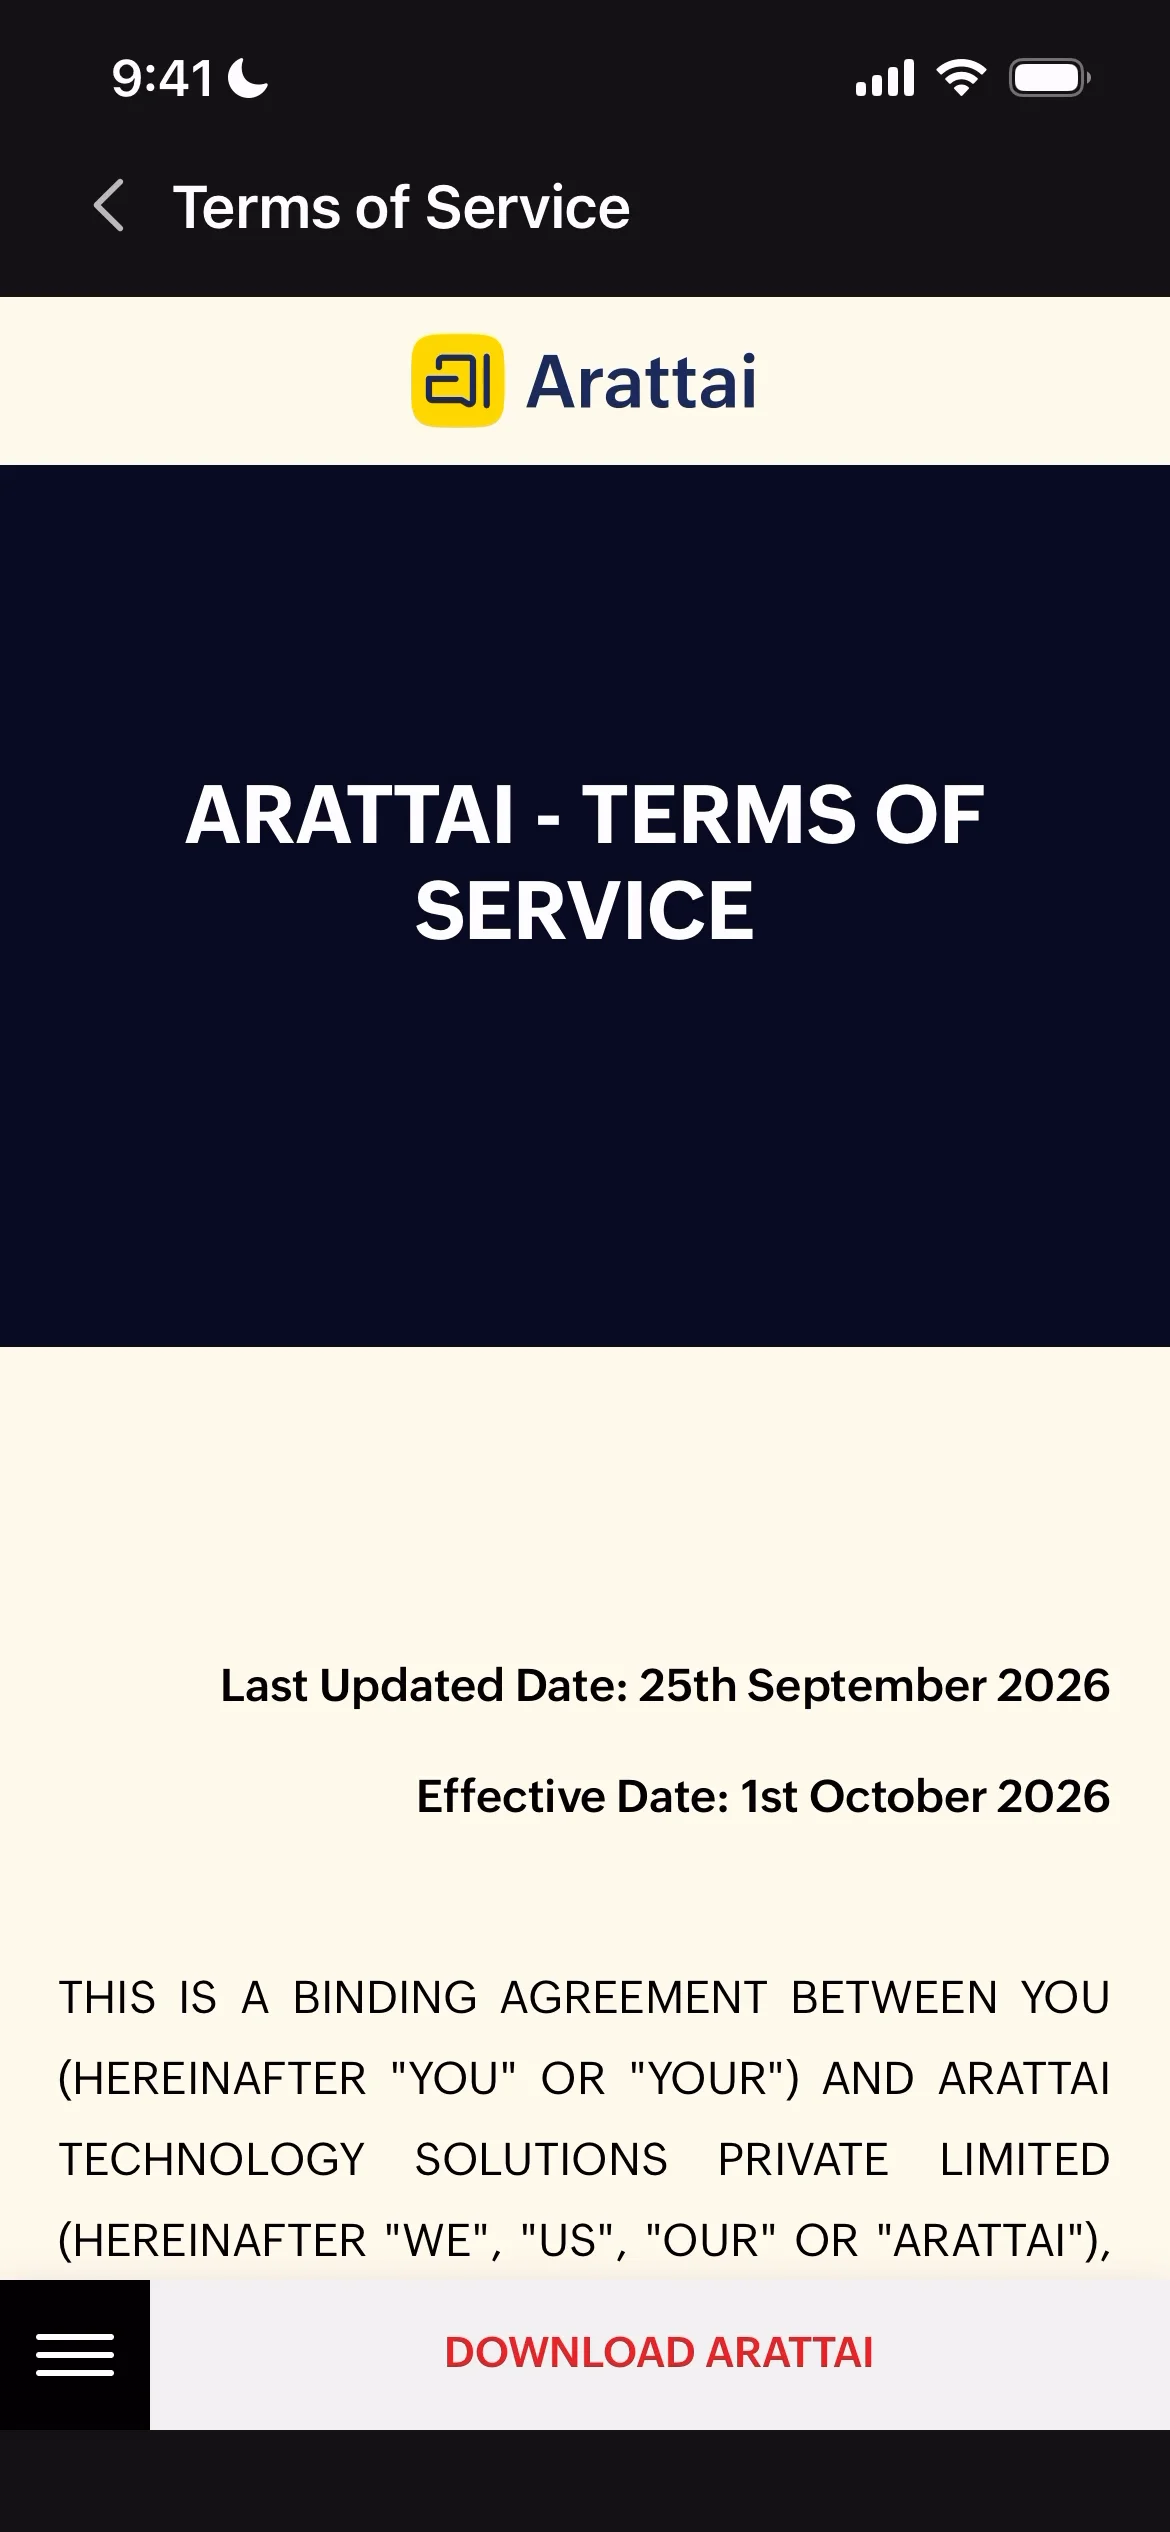 9:41
Terms of Service
Arattai
ARATTAI - TERMS OF
SERVICE
Last Updated Date: 25th September 2026
Effective Date: 1st October 2026
THIS IS A BINDING AGREEMENT BETWEEN YOU
(HEREINAFTER "YOU" OR "YOUR") AND ARATTAI
TECHNOLOGY SOLUTIONS PRIVATE LIMITED
(HEREINAFTER "WE", "US", "OUR" OR "ARATTAI"),
DOWNLOAD ARATTAI